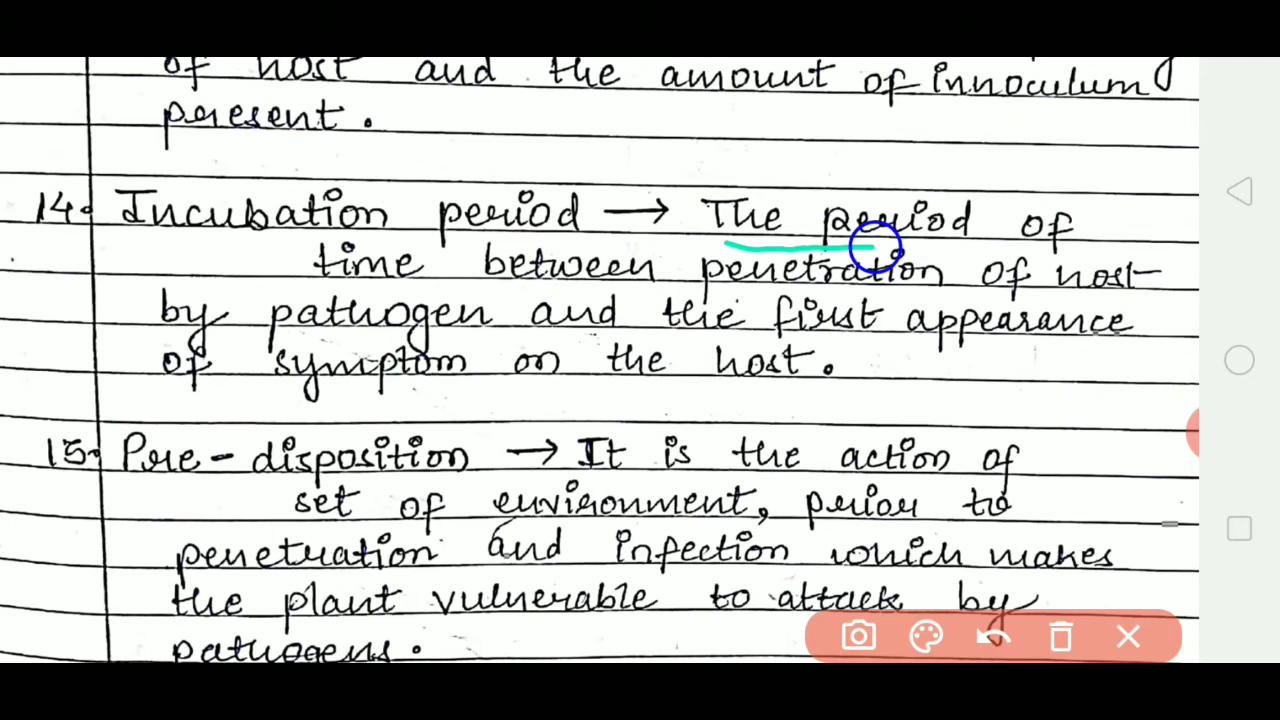 of host and the amount of innoculum
present.
14. Incubation period → The period of
time between penetration of host
by pathogen and the first appearance
of symptom on the host.
15. Pre-disposition → It is the action of
set of environment, prior to
penetration and infection which makes
the plant vulnerable to attack by
pathogens.